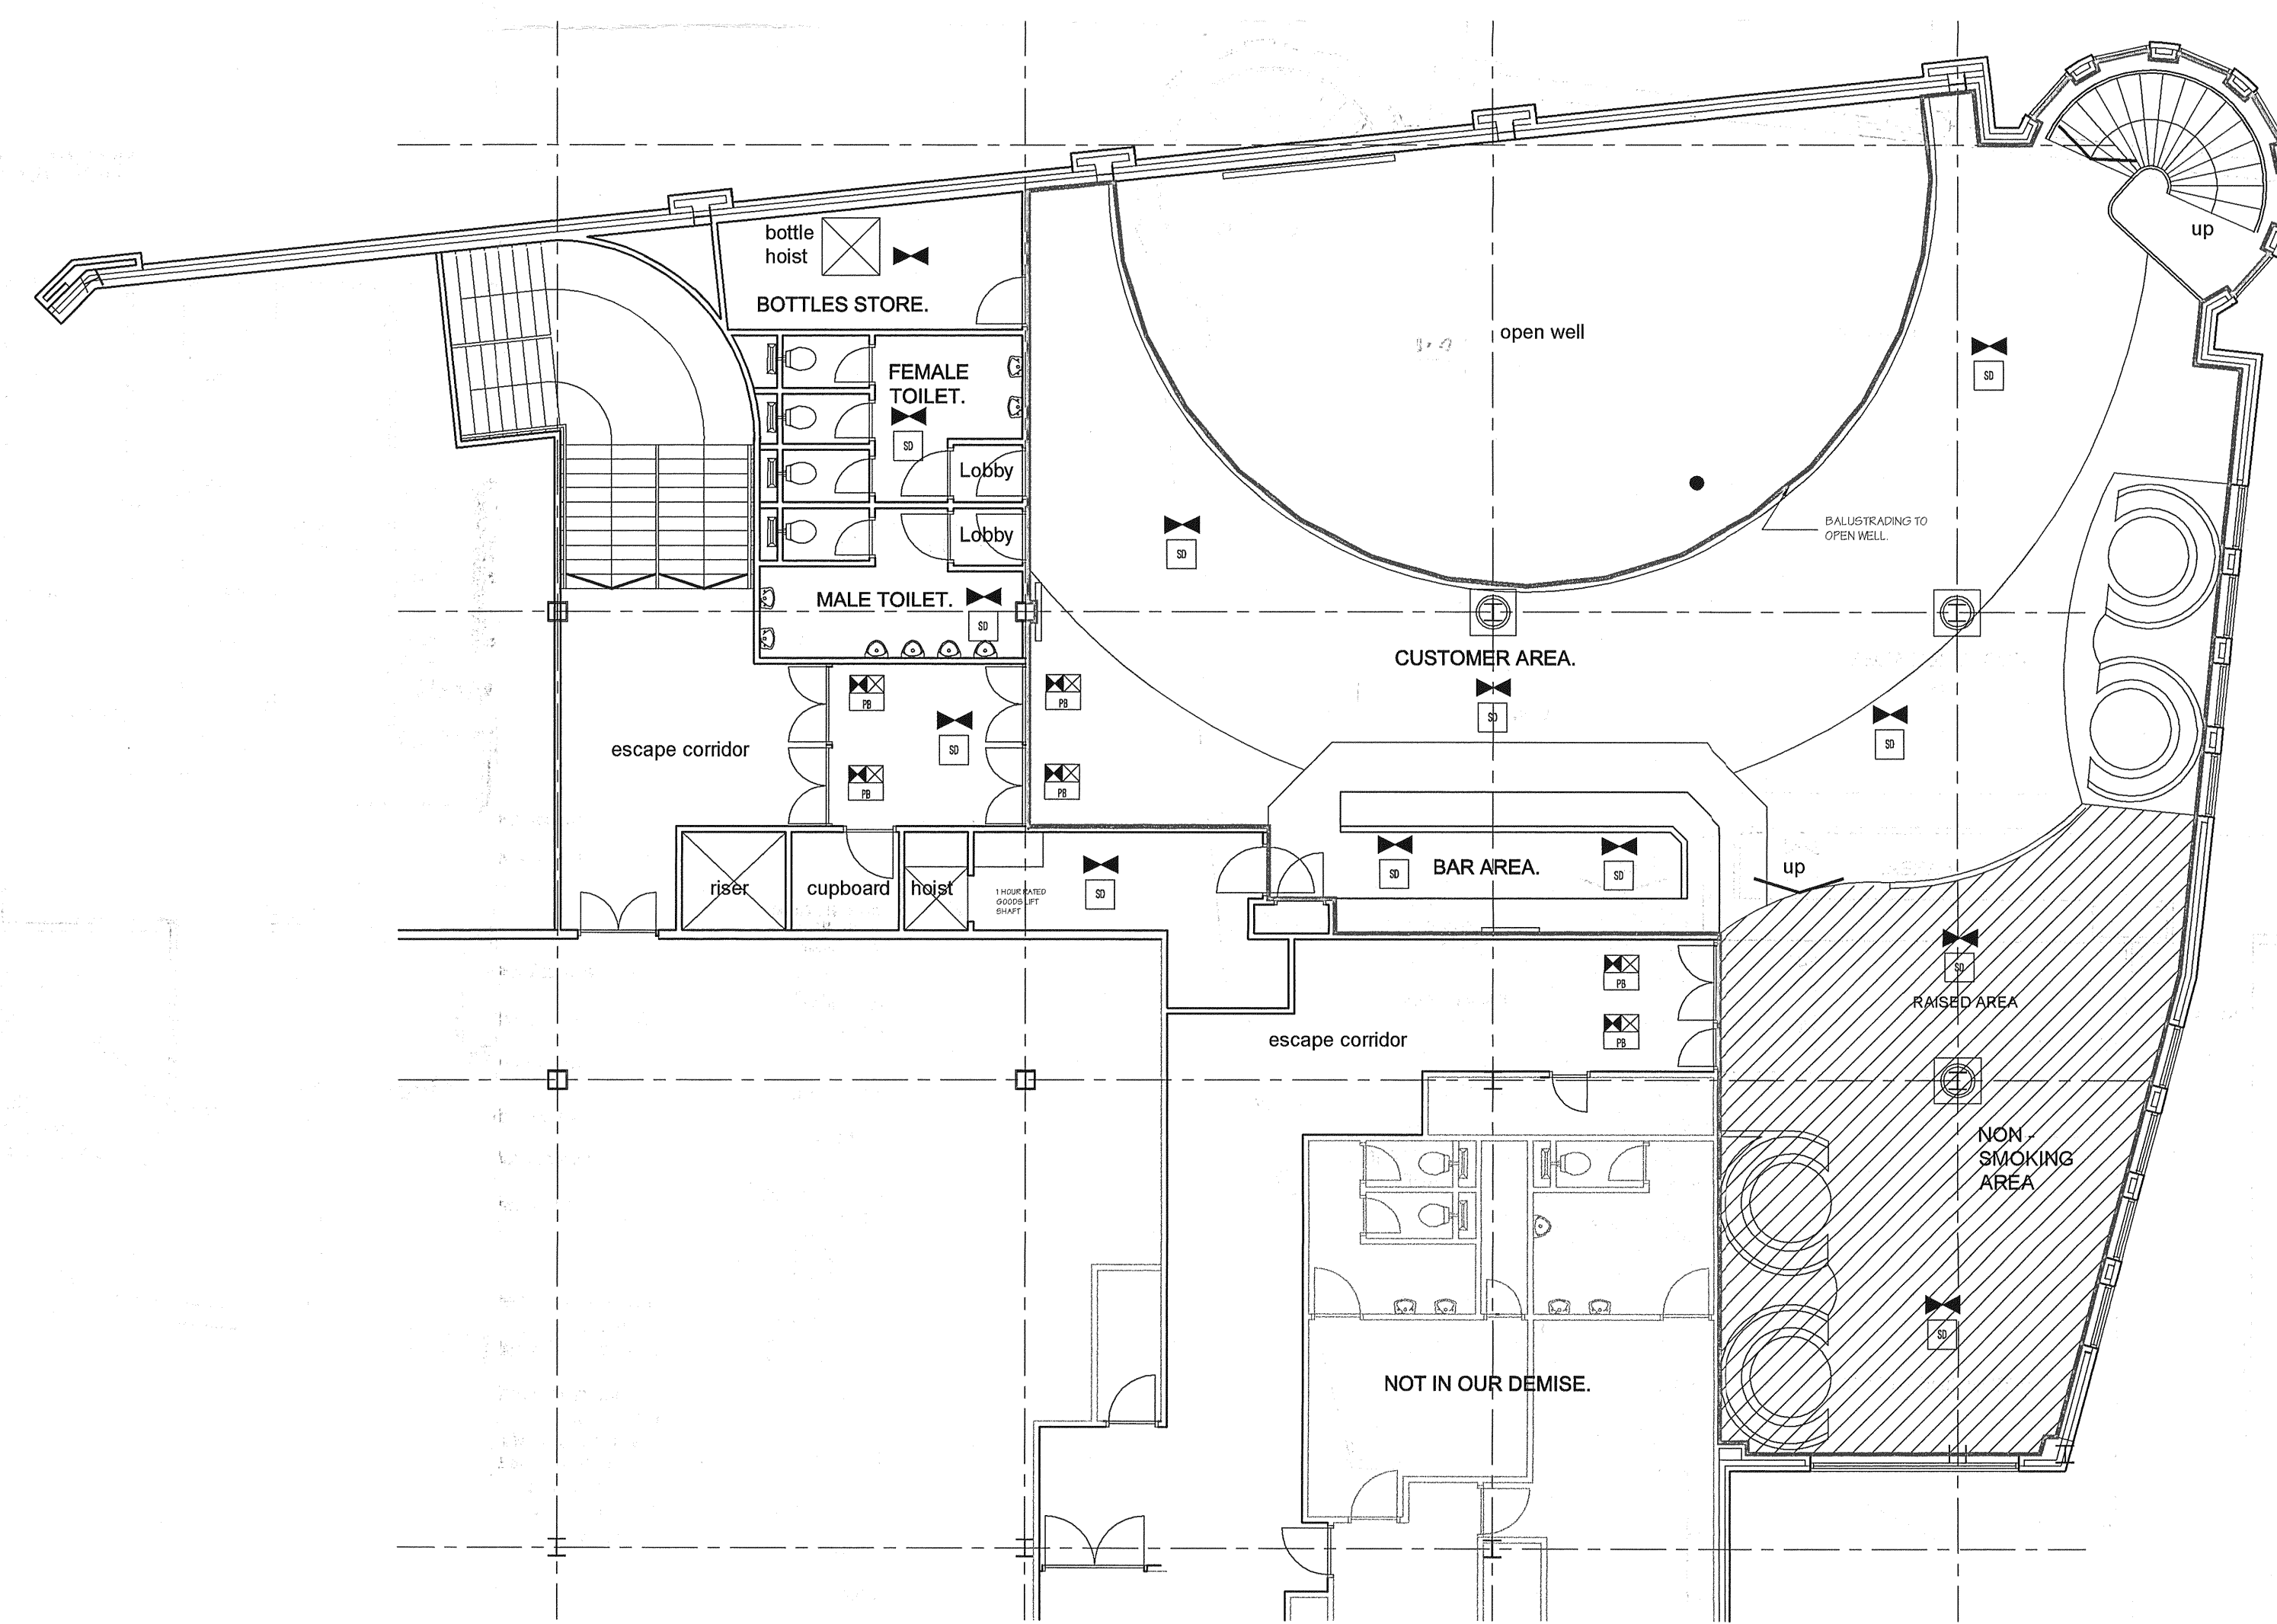 up
bottle
hoist
BOTTLES STORE.
open well
SD
FEMALE
TOILET.
SD
Lobby
BALUSTRADING TO
OPEN WELL.
SD
Lobby
MALE TOILET.
SD
CUSTOMER AREA.
PB
PB
SD
escape corridor
SD
SD
PB
PB
BAR AREA.
SD
SD
up
riser
cupboard
hoist
1 HOUR RATED
GOODS LIFT
SHAFT
SD
SD
RAISED AREA
PB
escape corridor
PB
NON -
SMOKING
AREA
SD
NOT IN OUR DEMISE.